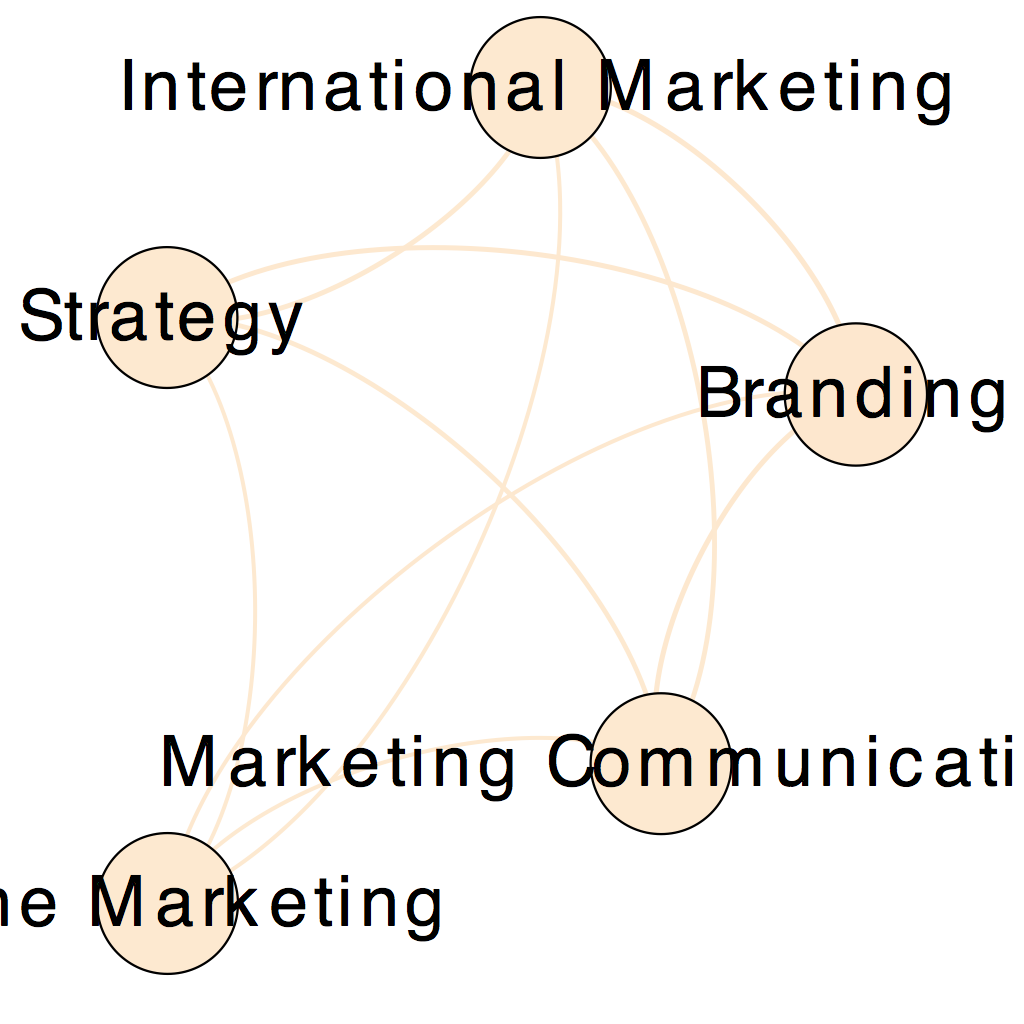 International Marketing
Strategy
Branding
Marketing Communicati
ne Marketing